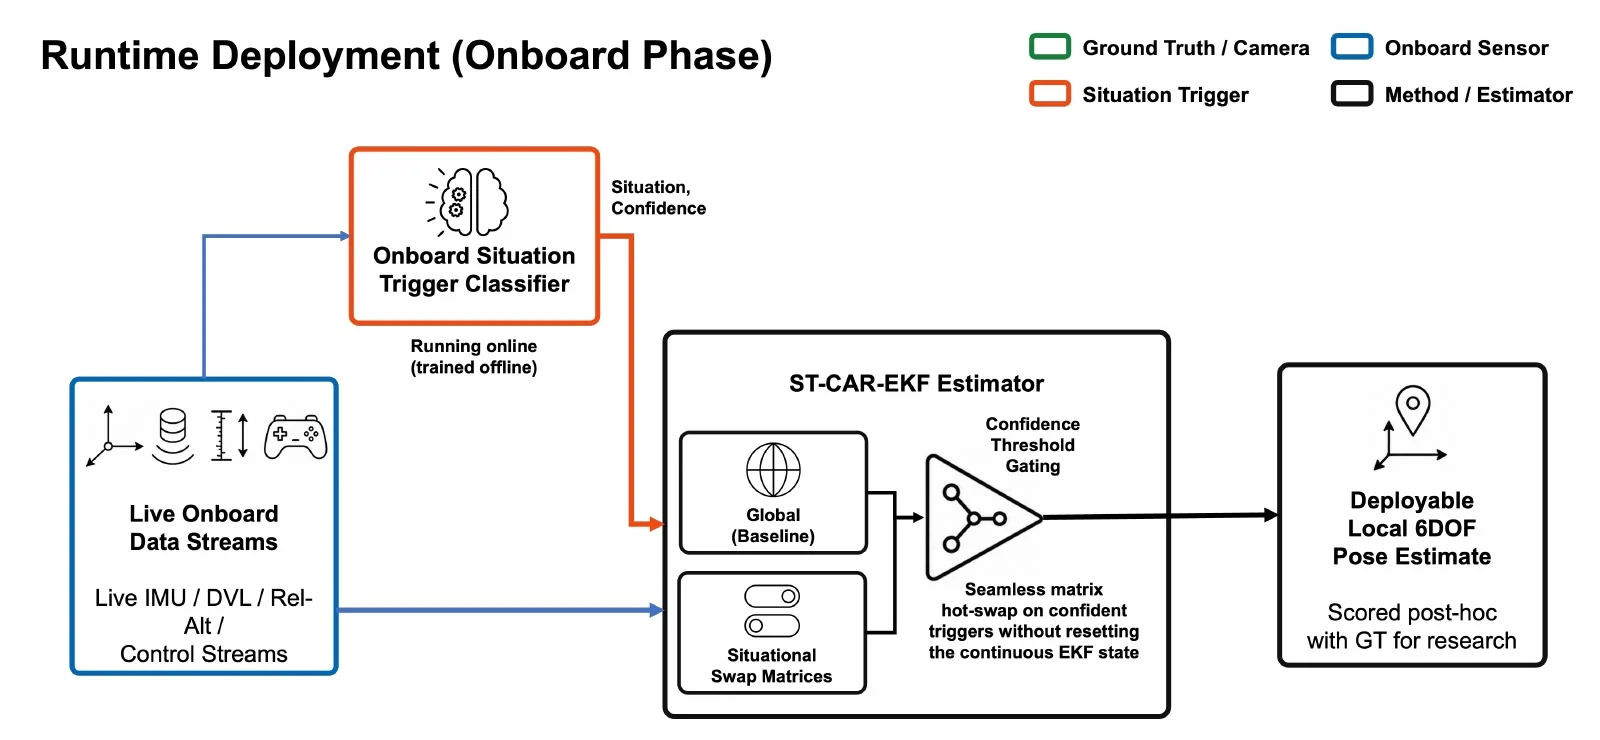 Runtime Deployment (Onboard Phase)
Ground Truth / Camera
Onboard Sensor
Situation Trigger
Method / Estimator
Onboard Situation
Trigger Classifier
Situation,
Confidence
Running online
(trained offline)
Live Onboard
Data Streams
Live IMU / DVL / Rel-
Alt /
Control Streams
ST-CAR-EKF Estimator
Global
(Baseline)
Situational
Swap Matrices
Confidence
Threshold
Gating
Seamless matrix
hot-swap on confident
triggers without resetting
the continuous EKF state
Deployable
Local 6DOF
Pose Estimate
Scored post-hoc
with GT for research